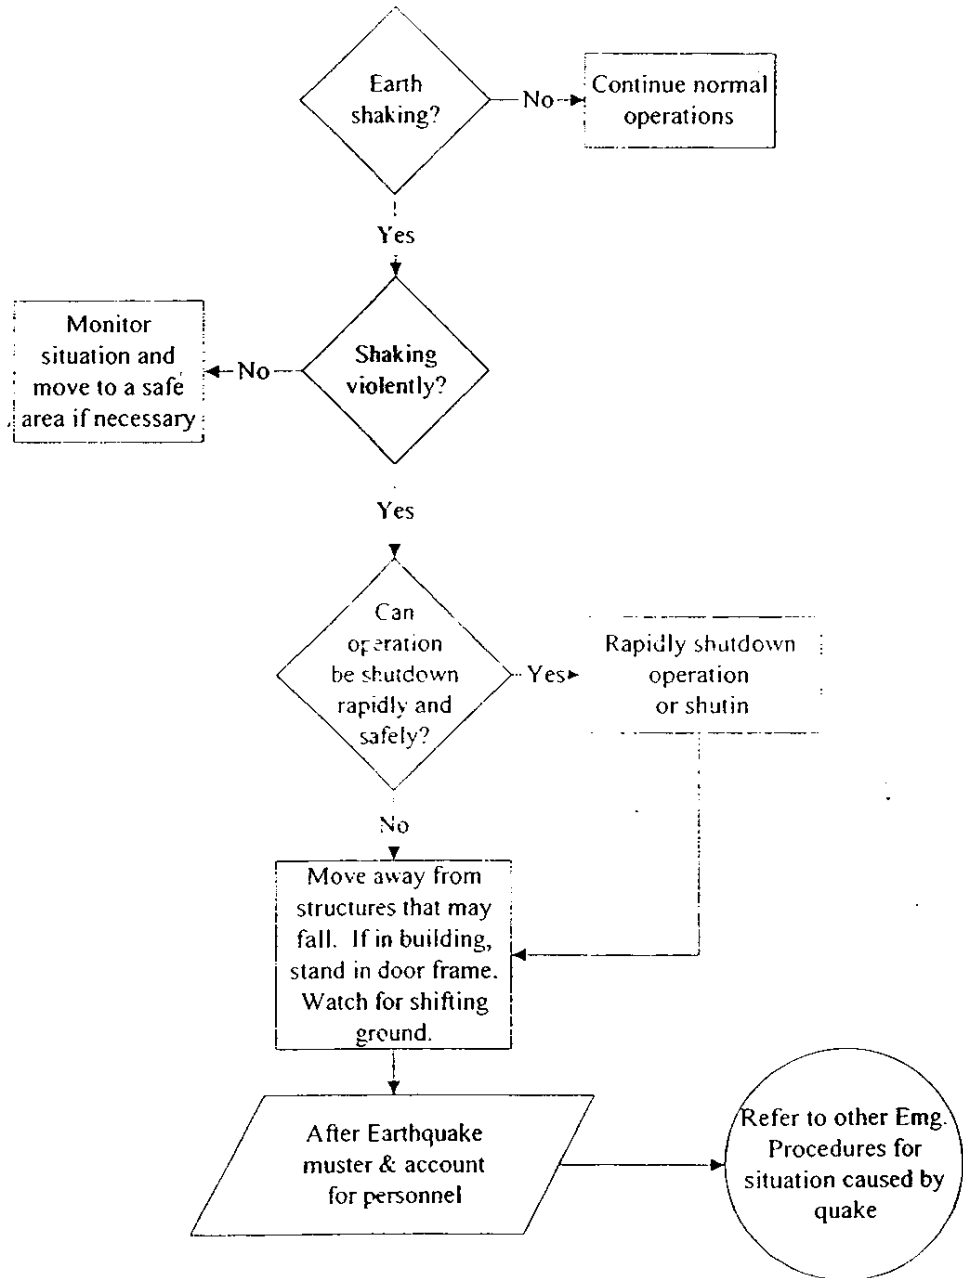 Earth
shaking?
No
Continue normal
operations
Yes
Shaking
violently?
No
Monitor
situation and
move to a safe
area if necessary
Yes
Can
operation
be shutdown
rapidly and
safely?
Yes
Rapidly shutdown
operation
or shutin
No
Move away from
structures that may
fall. If in building,
stand in door frame.
Watch for shifting
ground.
After Earthquake
muster & account
for personnel
Refer to other Emg.
Procedures for
situation caused by
quake